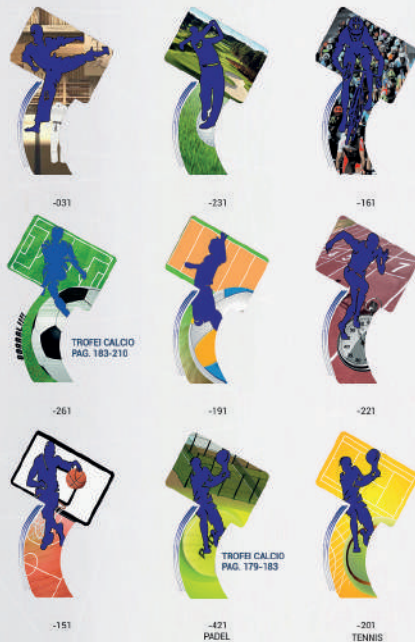 -031
-231
-161
GOOOOAL!!!!
TROFEI CALCIO
PAG. 183-210
-261
-191
-221
TROFEI CALCIO
PAG. 179-183
-151
-421
PADEL
-201
TENNIS